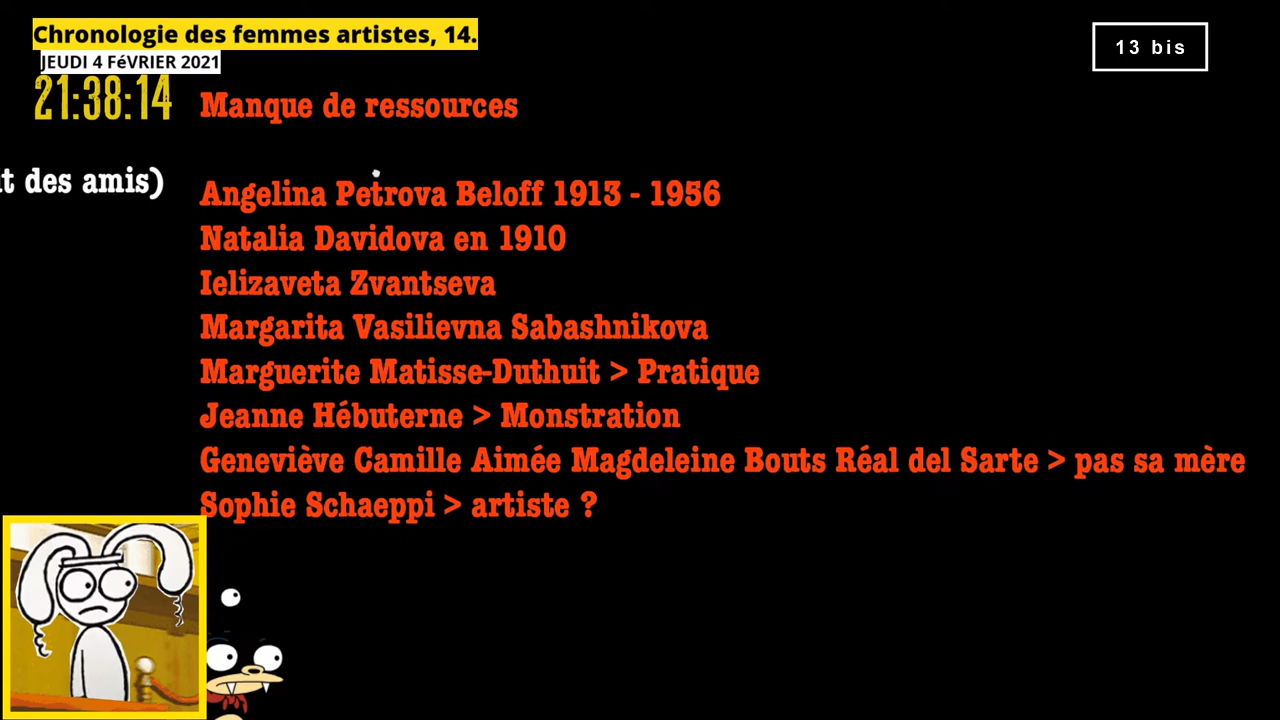 Chronologie des femmes artistes, 14.
13 bis
JEUDI 4 FéVRIER 2021
21:38:14
Manque de ressources
t des amis)
Angelina Petrova Beloff 1913 - 1956
Natalia Davidova en 1910
Ielizaveta Zvantseva
Margarita Vasilievna Sabashnikova
Marguerite Matisse-Duthuit > Pratique
Jeanne Hébuterne > Monstration
Geneviève Camille Aimée Magdeleine Bouts Réal del Sarte > pas sa mère
Sophie Schaeppi > artiste ?